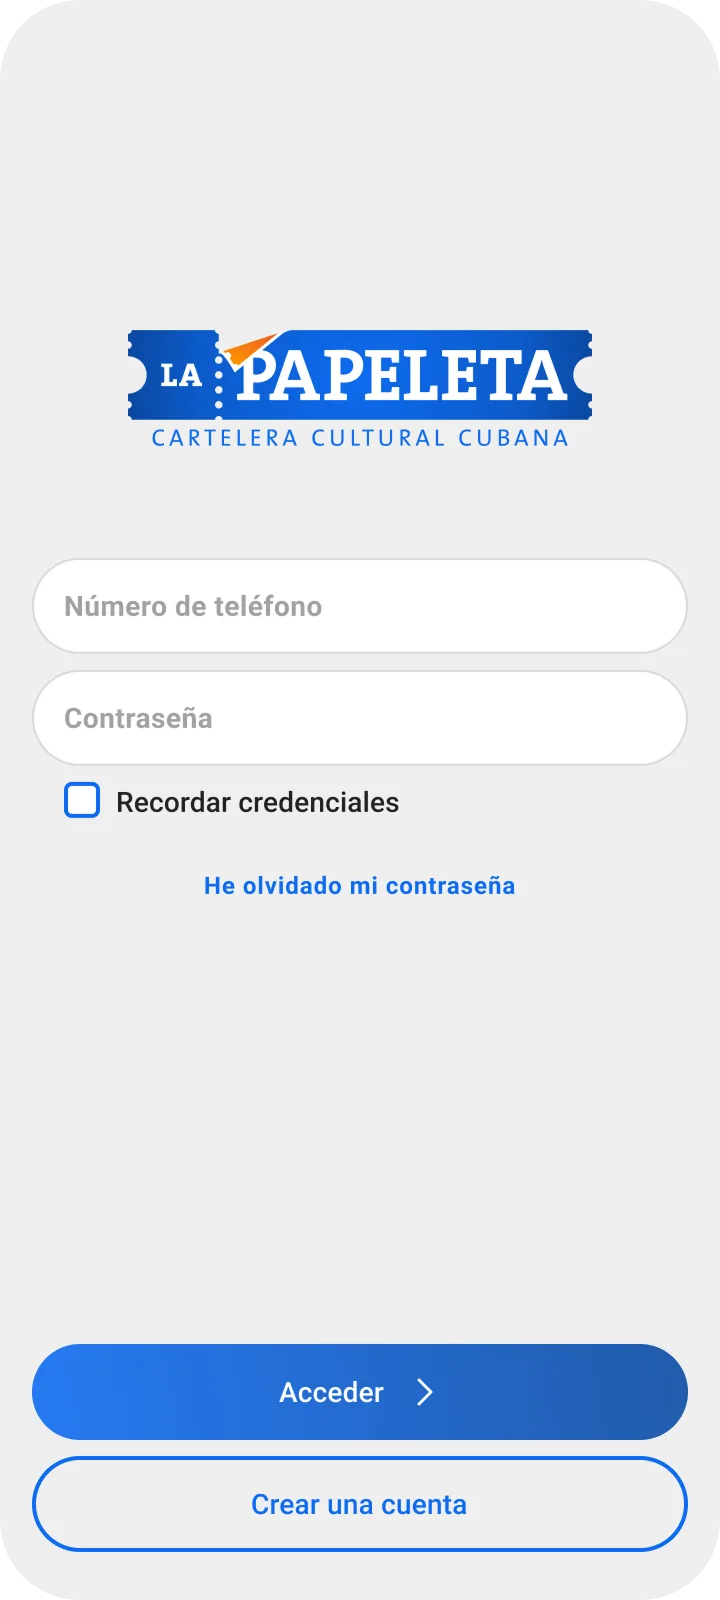 LA PAPELETA
CARTELERA CULTURAL CUBANA
Número de teléfono
Contraseña
Recordar credenciales
He olvidado mi contraseña
Acceder
Crear una cuenta